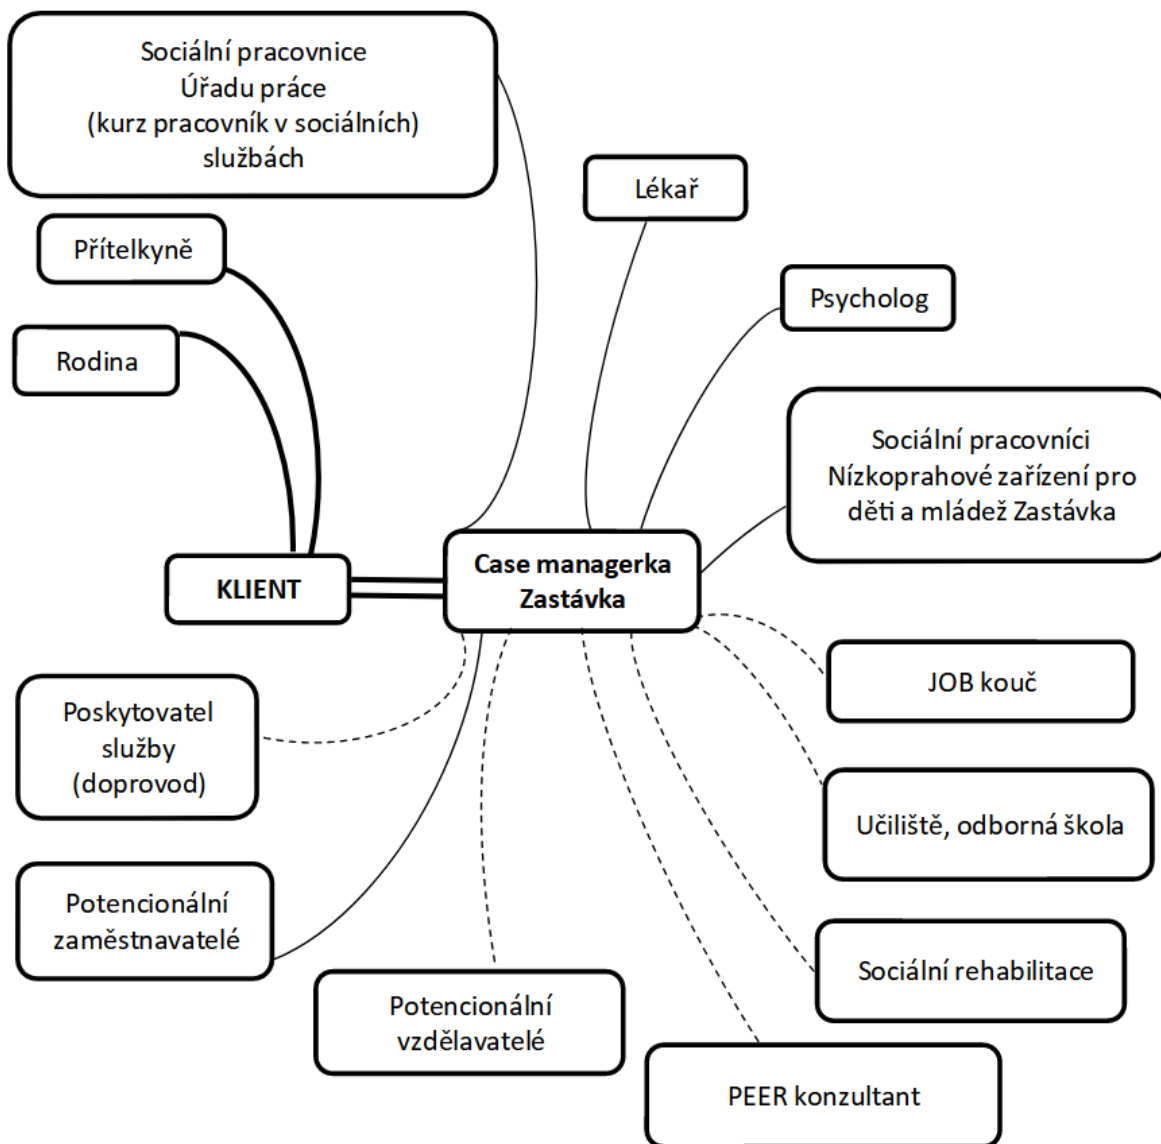 Sociální pracovnice
Úřadu práce
(kurz pracovník v sociálních)
službách
Lékař
Přítelkyně
Psycholog
Rodina
Sociální pracovníci
Nízkoprahové zařízení pro
děti a mládež Zastávka
Case managerka
Zastávka
KLIENT
JOB kouč
Poskytovatel
služby
(doprovod)
Učiliště, odborná škola
Potencionální
zaměstnavatelé
Sociální rehabilitace
Potencionální
vzdělavatelé
PEER konzultant